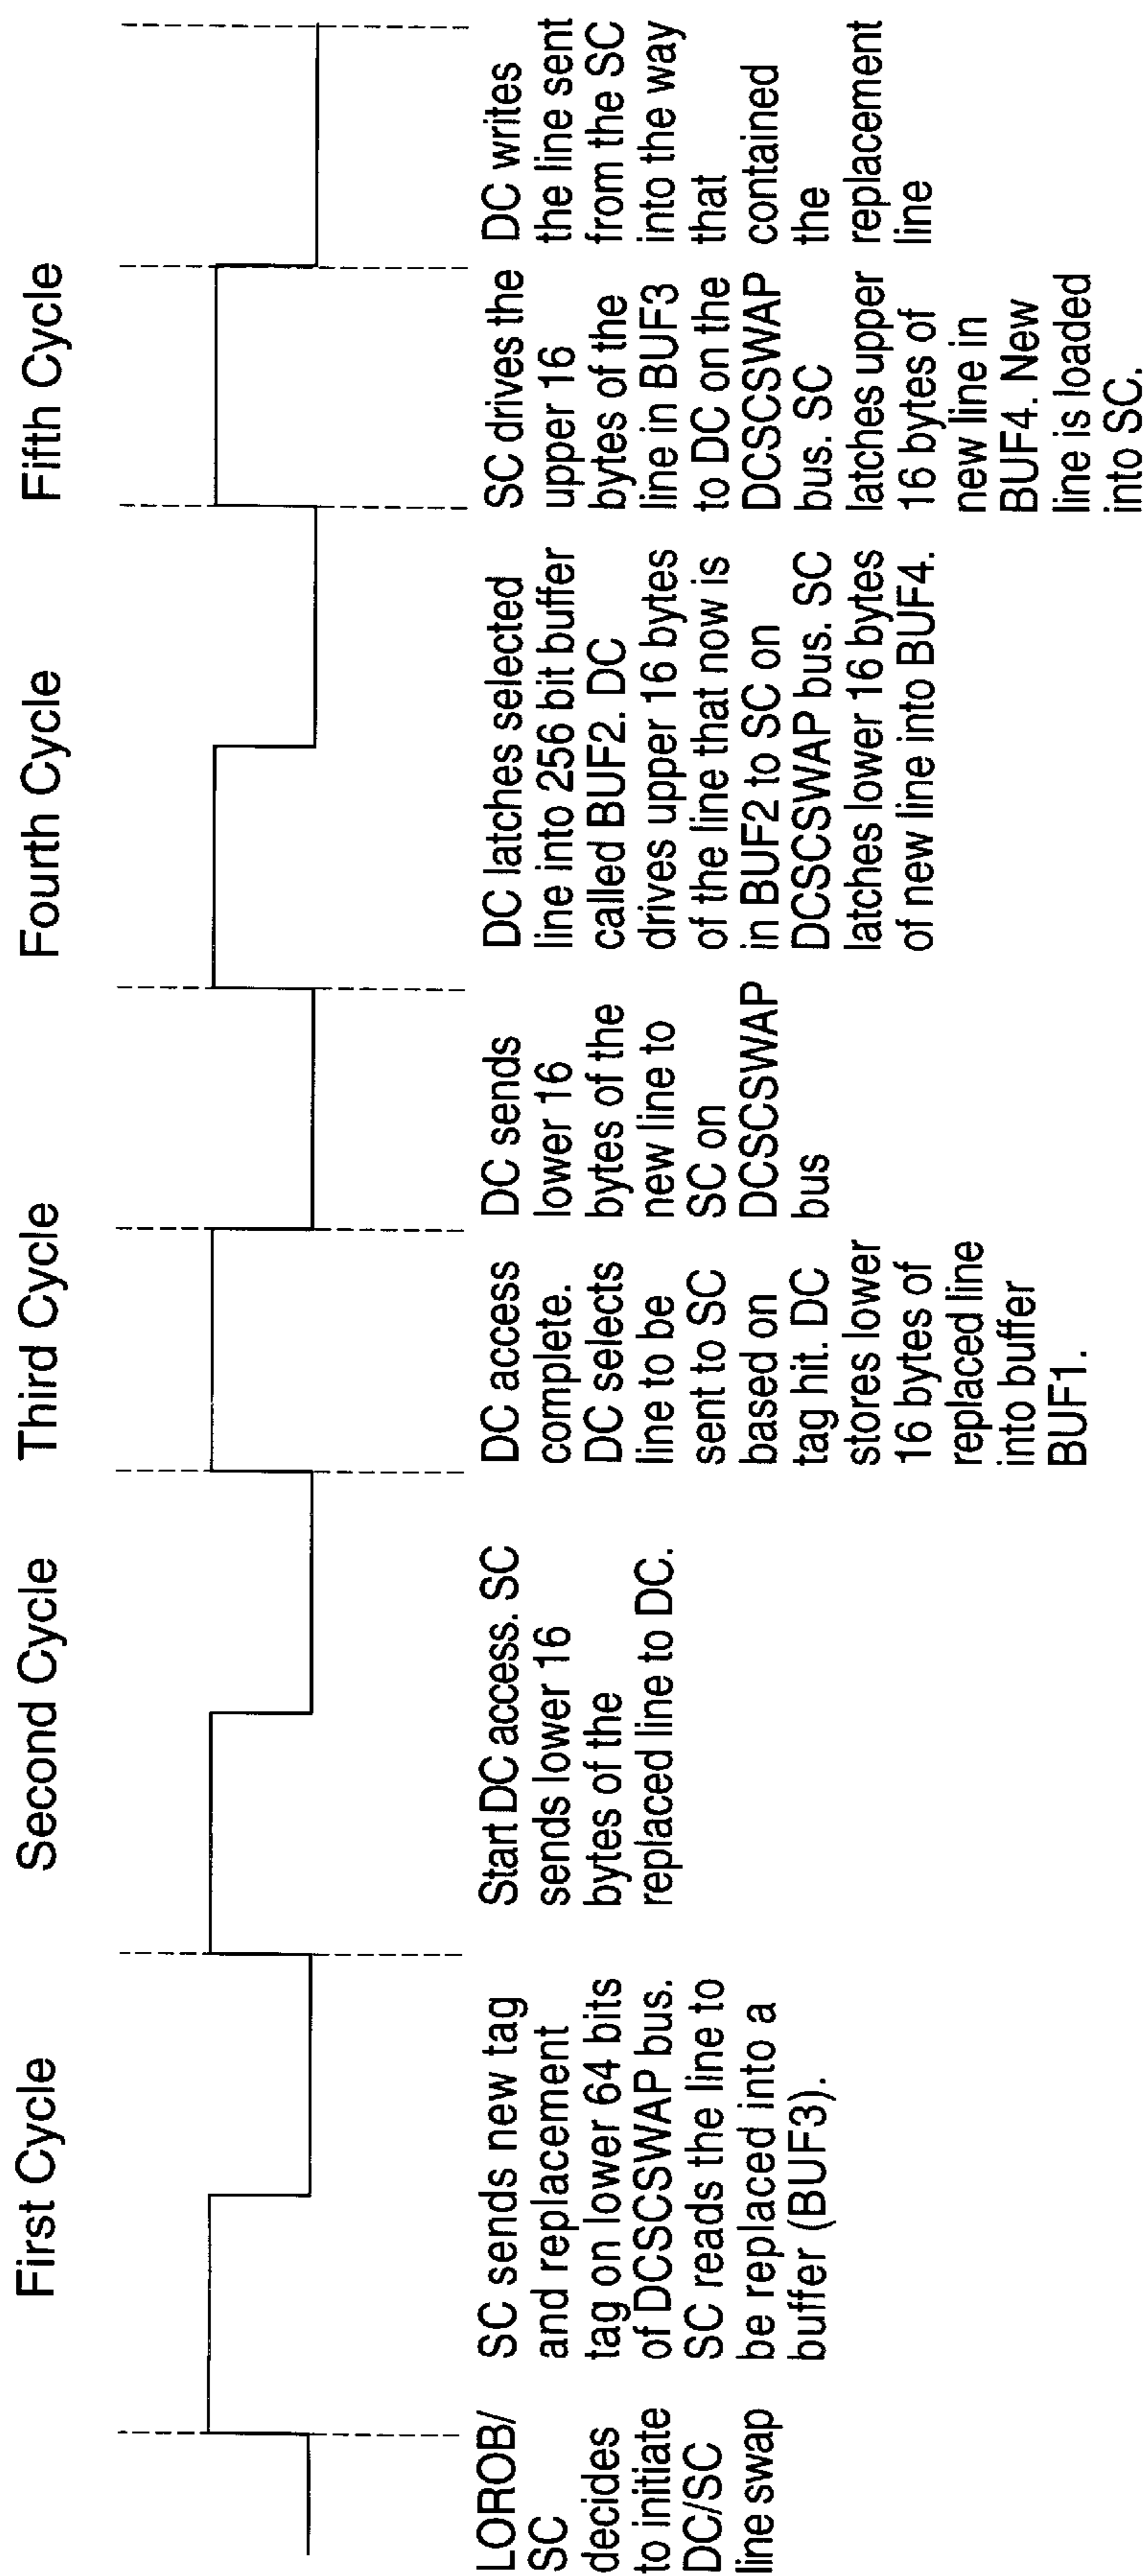 First Cycle
Second Cycle
Third Cycle
Fourth Cycle
Fifth Cycle
LOROB/
SC
decides
to initiate
DC/SC
line swap
SC sends new tag
and replacement
tag on lower 64 bits
of DCSCSWAP bus.
SC reads the line to
be replaced into a
buffer (BUF3).
Start DC access. SC
sends lower 16
bytes of the
replaced line to DC.
DC access
complete.
DC selects
line to be
sent to SC
based on
tag hit. DC
stores lower
16 bytes of
replaced line
into buffer
BUF1.
DC sends
lower 16
bytes of the
new line to
SC on
DCSCSWAP
bus
DC latches selected
line into 256 bit buffer
called BUF2. DC
drives upper 16 bytes
of the line that now is
in BUF2 to SC on
DCSCSWAP bus. SC
latches lower 16 bytes
of new line into BUF4.
SC drives the
upper 16
bytes of the
line in BUF3
to DC on the
DCSCSWAP
bus. SC
latches upper
16 bytes of
new line in
BUF4. New
line is loaded
into SC.
DC writes
the line sent
from the SC
into the way
that
contained
the
replacement
line